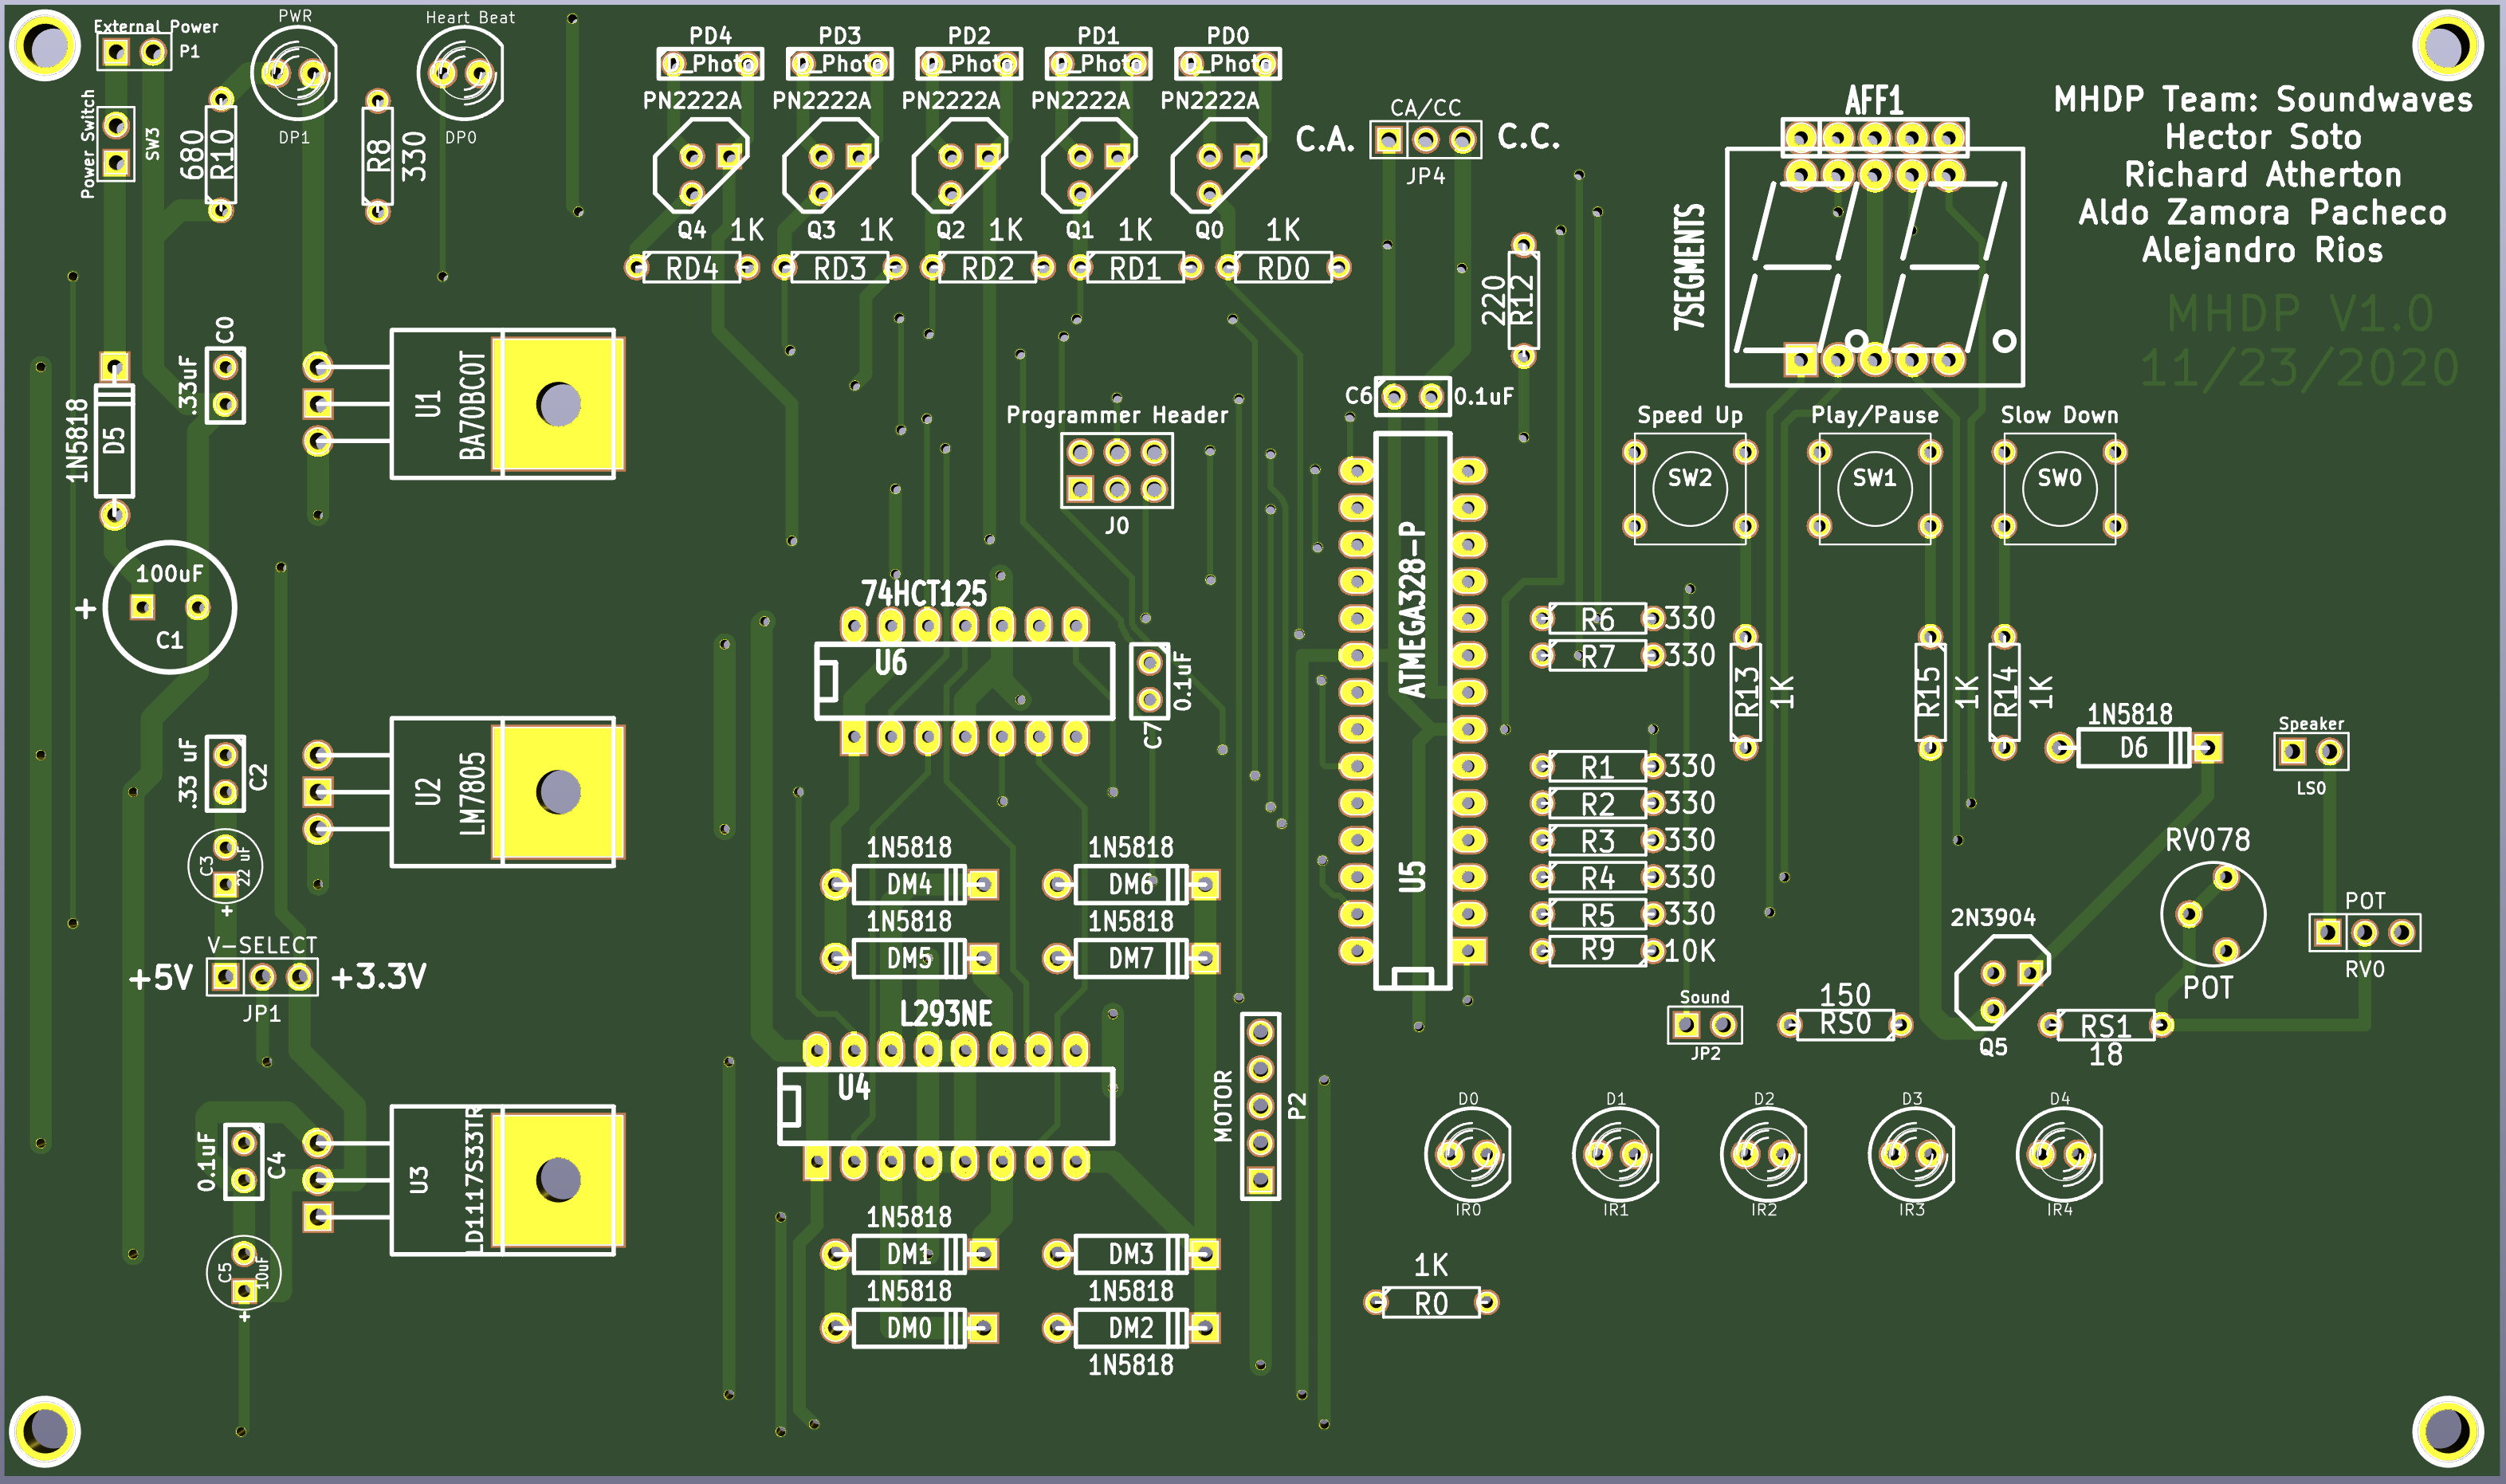 External Power
P1
PWR
DP1
Heart Beat
DP0
Power Switch
SW3
680
R10
R8
330
PD4
PD3
PD2
PD1
PD0
D_Photo
D_Photo
D_Photo
D_Photo
D_Photo
PN2222A
PN2222A
PN2222A
PN2222A
PN2222A
Q4
1K
Q3
1K
Q2
1K
Q1
1K
Q0
1K
RD4
RD3
RD2
RD1
RD0
CA/CC
C.A.
C.C.
JP4
220
R12
AFF1
7SEGMENTS
MHDP Team: Soundwaves
Hector Soto
Richard Atherton
Aldo Zamora Pacheco
Alejandro Rios
MHDP V1.0
11/23/2020
C0
.33uF
1N5818
D5
U1
BA70BC0T
100uF
+
C1
Programmer Header
J0
C6
0.1uF
ATMEGA328-P
U5
Speed Up
Play/Pause
Slow Down
SW2
SW1
SW0
74HCT125
U6
0.1uF
C7
R6
330
R7
330
R13
1K
R15
1K
R14
1K
1N5818
D6
Speaker
LS0
.33 uF
C2
C3
22 uF
+
U2
LM7805
R1
330
R2
330
R3
330
R4
330
R5
330
R9
10K
1N5818
1N5818
DM4
DM6
1N5818
1N5818
DM5
DM7
RV078
POT
2N3904
Q5
POT
RV0
V-SELECT
+5V
+3.3V
JP1
L293NE
U4
Sound
JP2
150
RS0
RS1
18
MOTOR
P2
0.1uF
C4
U3
LD1117S33TR
C5
10uF
+
D0
D1
D2
D3
D4
IR0
IR1
IR2
IR3
IR4
1N5818
1N5818
DM1
DM3
1N5818
1N5818
DM0
DM2
1N5818
1K
R0